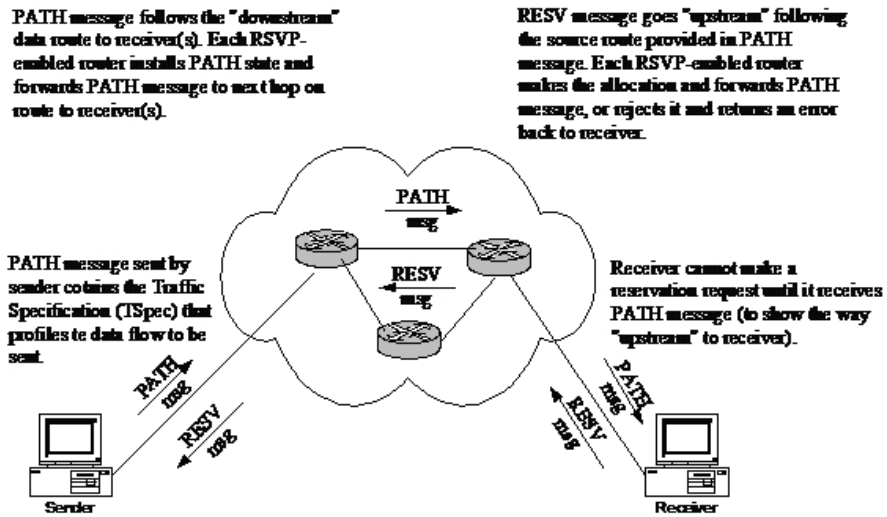 PATH message follows the "downstream"
data route to receiver(s). Each RSVP-
enabled router installs PATH state and
forwards PATH message to next hop on
route to receiver(s).
RESV message goes "upstream" following
the source route provided in PATH
message. Each RSVP-enabled router
makes the allocation and forwards PATH
message, or rejects it and returns an error
back to receiver.
PATH
msg
RESV
msg
PATH message sent by
sender cotains the Traffic
Specification (TSpec) that
profiles te data flow to be
sent.
Receiver cannot make a
reservation request until it receives
PATH message (to show the way
"upstream" to receiver).
PATH
msg
RESV
msg
PATH
msg
RESV
msg
Sender
Receiver